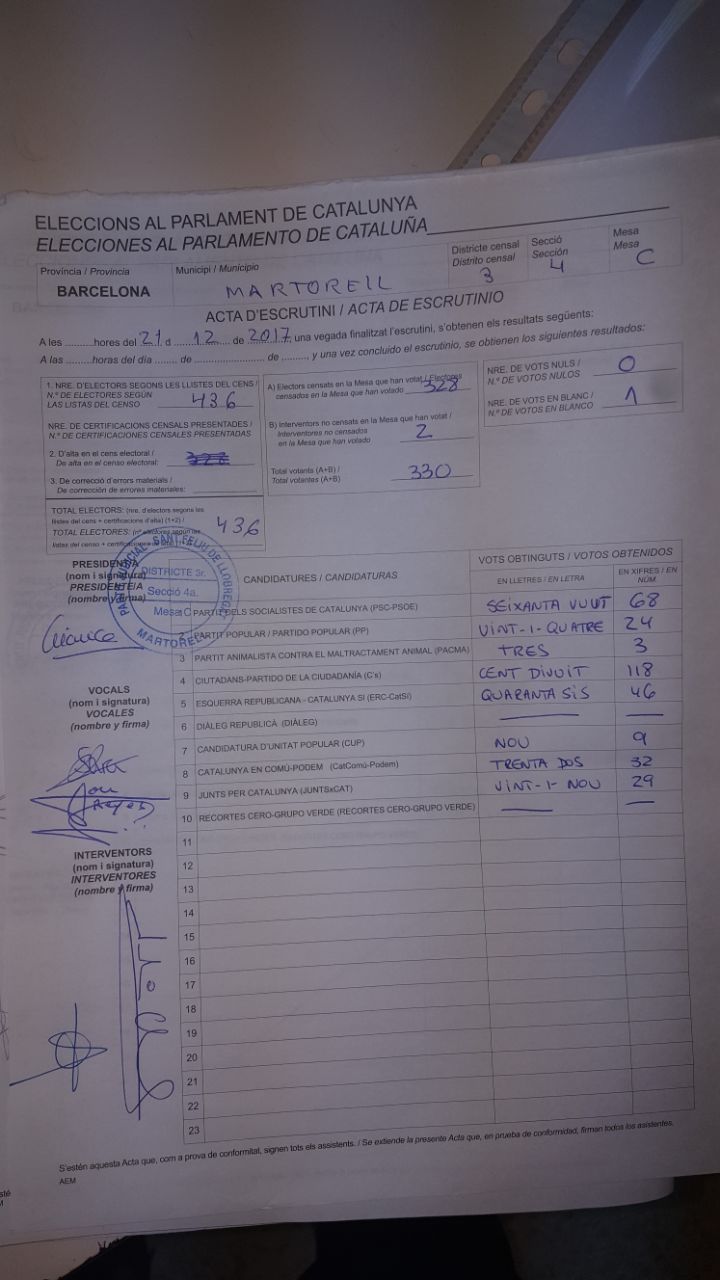 ELECCIONS AL PARLAMENT DE CATALUNYA
ELECCIONES AL PARLAMENTO DE CATALUÑA
Província / Provincia
BARCELONA
Municipi / Municipio
MARTORELL
Districte censal
Distrito censal
3
Secció
Sección
4
Mesa
Mesa
C
ACTA D'ESCRUTINI / ACTA DE ESCRUTINIO
A les ..........hores del 21 d 12 de 2017, una vegada finalitzat l'escrutini, s'obtenen els resultats següents:
A las .........horas del día ....... de ......................... de ........, y una vez concluido el escrutinio, se obtienen los siguientes resultados:
1. NRE. D'ELECTORS SEGONS LES LLISTES DEL CENS /
N.º DE ELECTORES SEGÚN
LAS LISTAS DEL CENSO
436
NRE. DE CERTIFICACIONS CENSALS PRESENTADES /
N.º DE CERTIFICACIONES CENSALES PRESENTADAS
2. D'alta en el cens electoral /
De alta en el censo electoral:
3. De correcció d'errors materials /
De corrección de errores materiales:
TOTAL ELECTORS: (nre. d'electors segons les
llistes del cens + certificacions d'alta) (1+2) /
TOTAL ELECTORES: (nº electores según las
listas del censo +
436
A) Electors censats en la Mesa que han votat / Electores
censados en la Mesa que han votado
328
B) Interventors no censats en la Mesa que han votat /
Interventores no censados
en la Mesa que han votado
2
Total votants (A+B) /
Total votantes (A+B)
330
NRE. DE VOTS NULS /
N.º DE VOTOS NULOS
0
NRE. DE VOTS EN BLANC /
N.º DE VOTOS EN BLANCO
1
PRESIDENT/A
(nom i signatura)
PRESIDENTE/A
(nombre y firma)
PARTIT JUDICIAL SANT FELIU DE LLOBREGAT
DISTRICTE 3r.
Secció 4a.
Mesa: C
MARTORELL
CANDIDATURES / CANDIDATURAS
VOTS OBTINGUTS / VOTOS OBTENIDOS
EN LLETRES / EN LETRA
EN XIFRES / EN NÚM.
PARTIT DELS SOCIALISTES DE CATALUNYA (PSC-PSOE) SEIXANTA VUIT 68
2 PARTIT POPULAR / PARTIDO POPULAR (PP) VINT-I-QUATRE 24
3 PARTIT ANIMALISTA CONTRA EL MALTRACTAMENT ANIMAL (PACMA) TRES 3
4 CIUTADANS-PARTIDO DE LA CIUDADANÍA (C's) CENT DIVUIT 118
5 ESQUERRA REPUBLICANA - CATALUNYA SÍ (ERC-CatSí) QUARANTA SIS 46
6 DIÀLEG REPUBLICÀ (DIÀLEG)
7 CANDIDATURA D'UNITAT POPULAR (CUP) NOU 9
8 CATALUNYA EN COMÚ-PODEM (CatComú-Podem) TRENTA DOS 32
9 JUNTS PER CATALUNYA (JUNTSxCAT) VINT-I-NOU 29
10 RECORTES CERO-GRUPO VERDE (RECORTES CERO-GRUPO VERDE)
11
12
13
14
15
16
17
18
19
20
21
22
23
VOCALS
(nom i signatura)
VOCALES
(nombre y firma)
INTERVENTORS
(nom i signatura)
INTERVENTORES
(nombre y firma)
S'estén aquesta Acta que, com a prova de conformitat, signen tots els assistents. / Se extiende la presente Acta que, en prueba de conformidad, firman todos los asistentes.
AEM